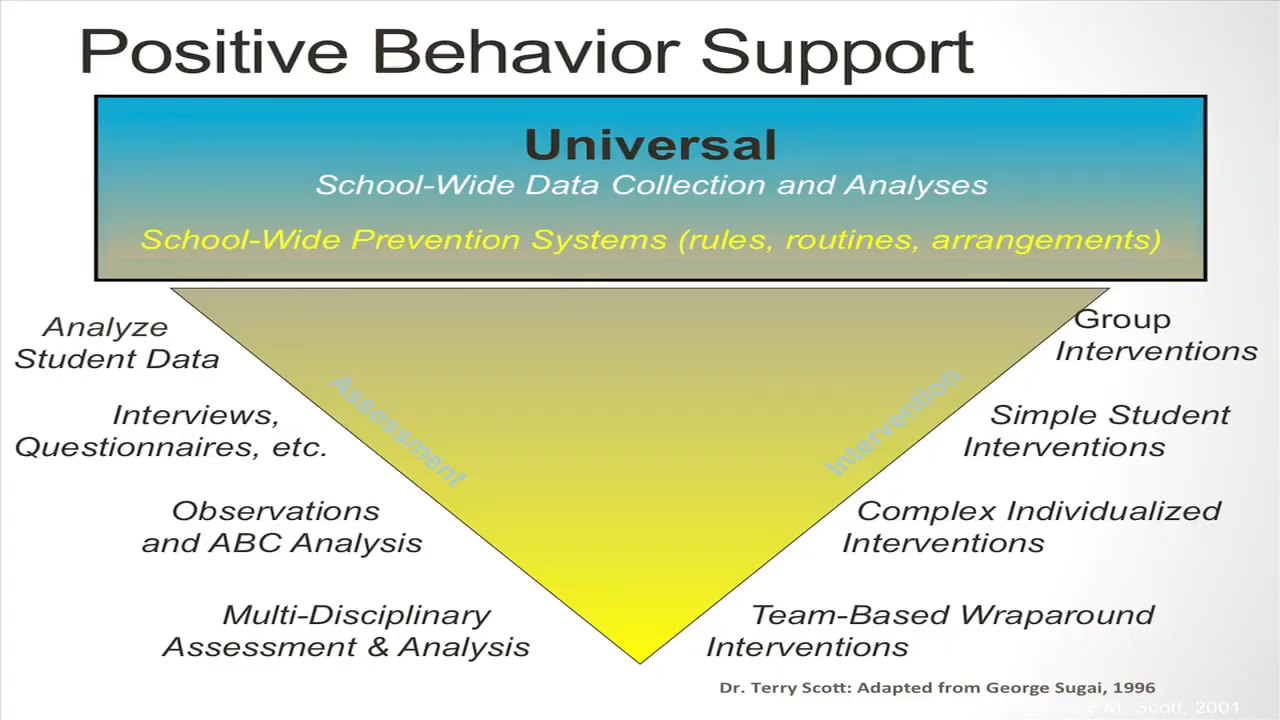 Positive Behavior Support
Universal
School-Wide Data Collection and Analyses
School-Wide Prevention Systems (rules, routines, arrangements)
Analyze
Student Data
Interviews,
Questionnaires, etc.
Observations
and ABC Analysis
Multi-Disciplinary
Assessment & Analysis
Assessment
Intervention
Group
Interventions
Simple Student
Interventions
Complex Individualized
Interventions
Team-Based Wraparound
Interventions
Dr. Terry Scott: Adapted from George Sugai, 1996
M. Scott, 2001